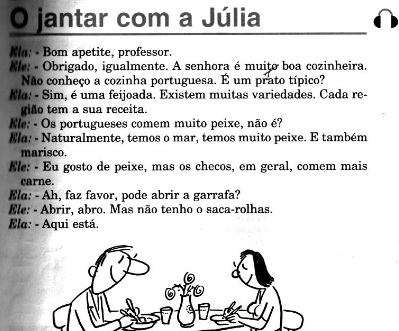 O jantar com a Júlia
Ela: - Bom apetite, professor.
Ele: - Obrigado, igualmente. A senhora é muito boa cozinheira.
Não conheço a cozinha portuguesa. É um prato típico?
Ela: - Sim, é uma feijoada. Existem muitas variedades. Cada re-
gião tem a sua receita.
Ele: - Os portugueses comem muito peixe, não é?
Ela: - Naturalmente, temos o mar, temos muito peixe. E também
marisco.
Ele: - Eu gosto de peixe, mas os checos, em geral, comem mais
carne.
Ela: - Ah, faz favor, pode abrir a garrafa?
Ele: - Abrir, abro. Mas não tenho o saca-rolhas.
Ela: - Aqui está.